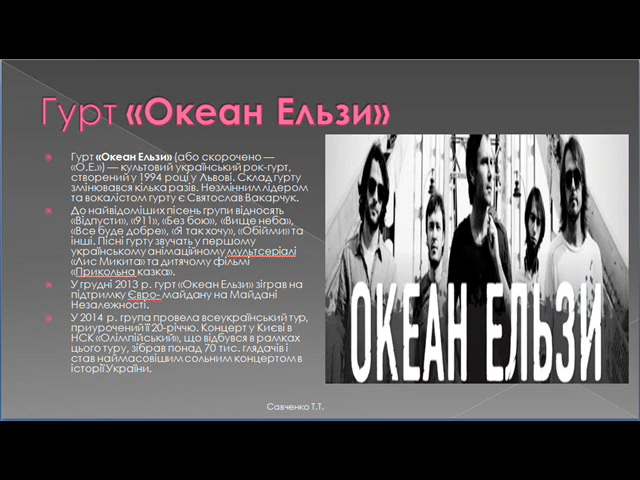 Гурт «Океан Ельзи»
Гурт «Океан Ельзи» (або скорочено —
«О.Е.») — культовий український рок-гурт,
створений у 1994 році у Львові. Склад гурту
змінювався кілька разів. Незмінним лідером
та вокалістом гурту є Святослав Вакарчук.
До найвідоміших пісень групи відносять
«Відпусти», «911», «Без бою», «Вище неба»,
«Все буде добре», «Я так хочу», «Обійми» та
інші. Пісні гурту звучать у першому
українському анімаційному мультсеріалі
«Лис Микита» та дитячому фільмі
«Прикольна казка».
У грудні 2013 р. гурт «Океан Ельзи» зіграв на
підтримку Євро- майдану на Майдані
Незалежності.
У 2014 р. група провела всеукраїнський тур,
приурочений її 20-річчю. Концерт у Києві в
НСК «Олімпійський», що відбувся в рамках
цього туру, зібрав понад 70 тис. глядачів і
став наймасовішим сольним концертом в
історії України.
ОКЕАН ЕЛЬЗИ
Савченко Т.Т.